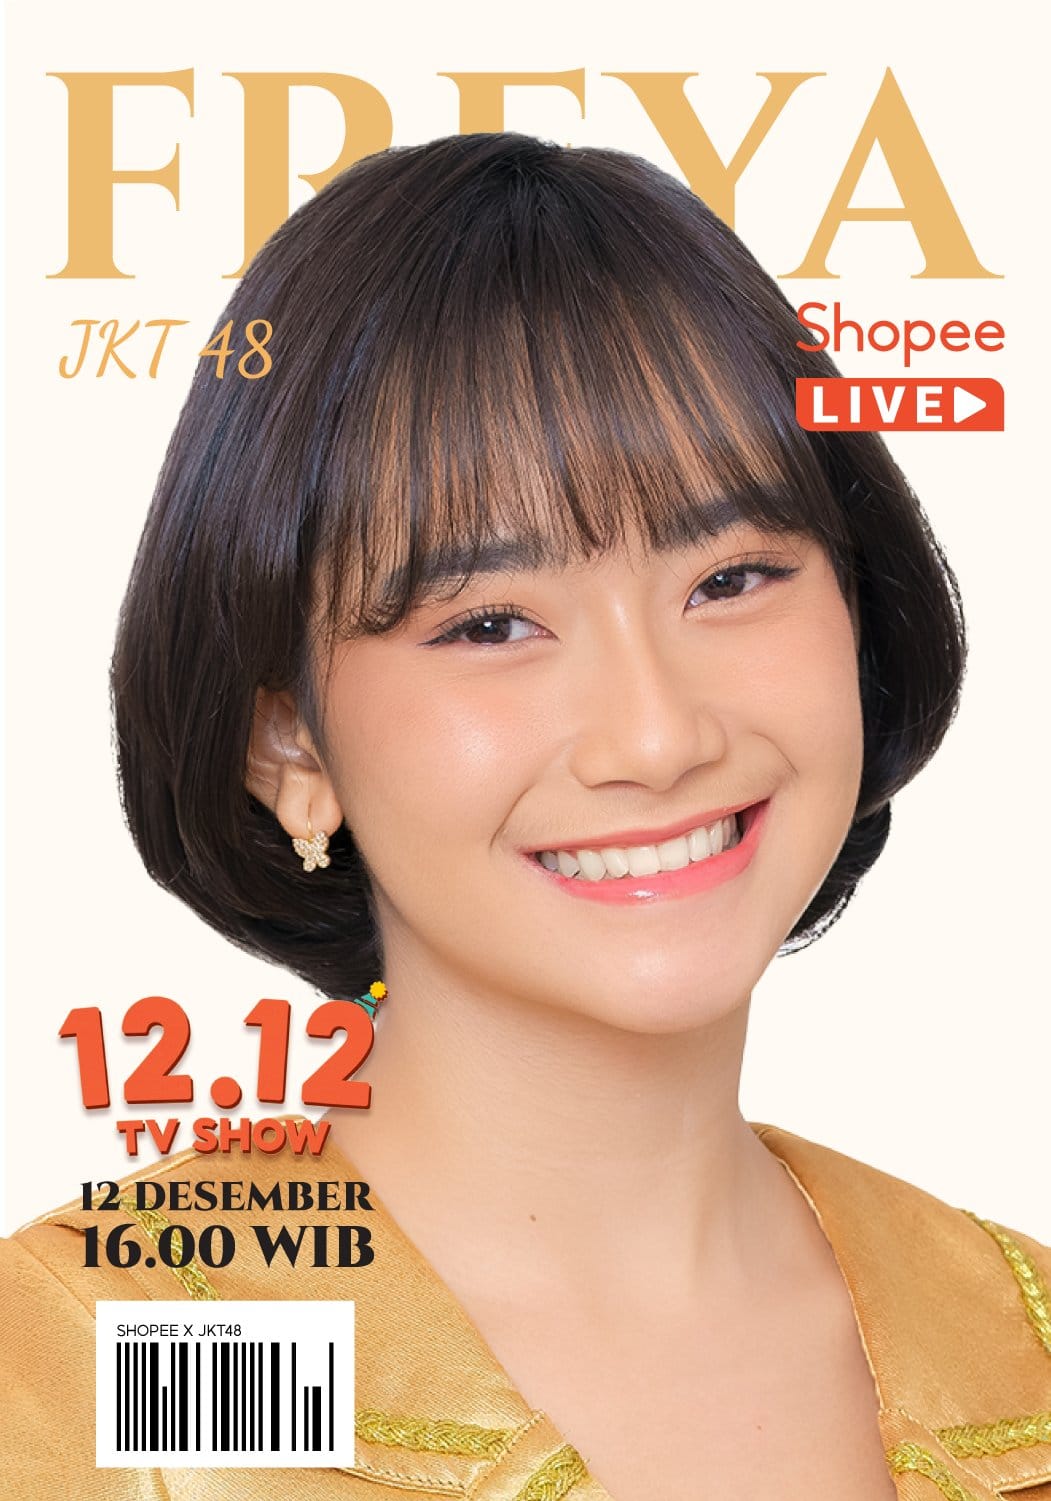 FREYA
JKT 48
Shopee
LIVE
12.12
TV SHOW
12 DESEMBER
16.00 WIB
SHOPEE X JKT48